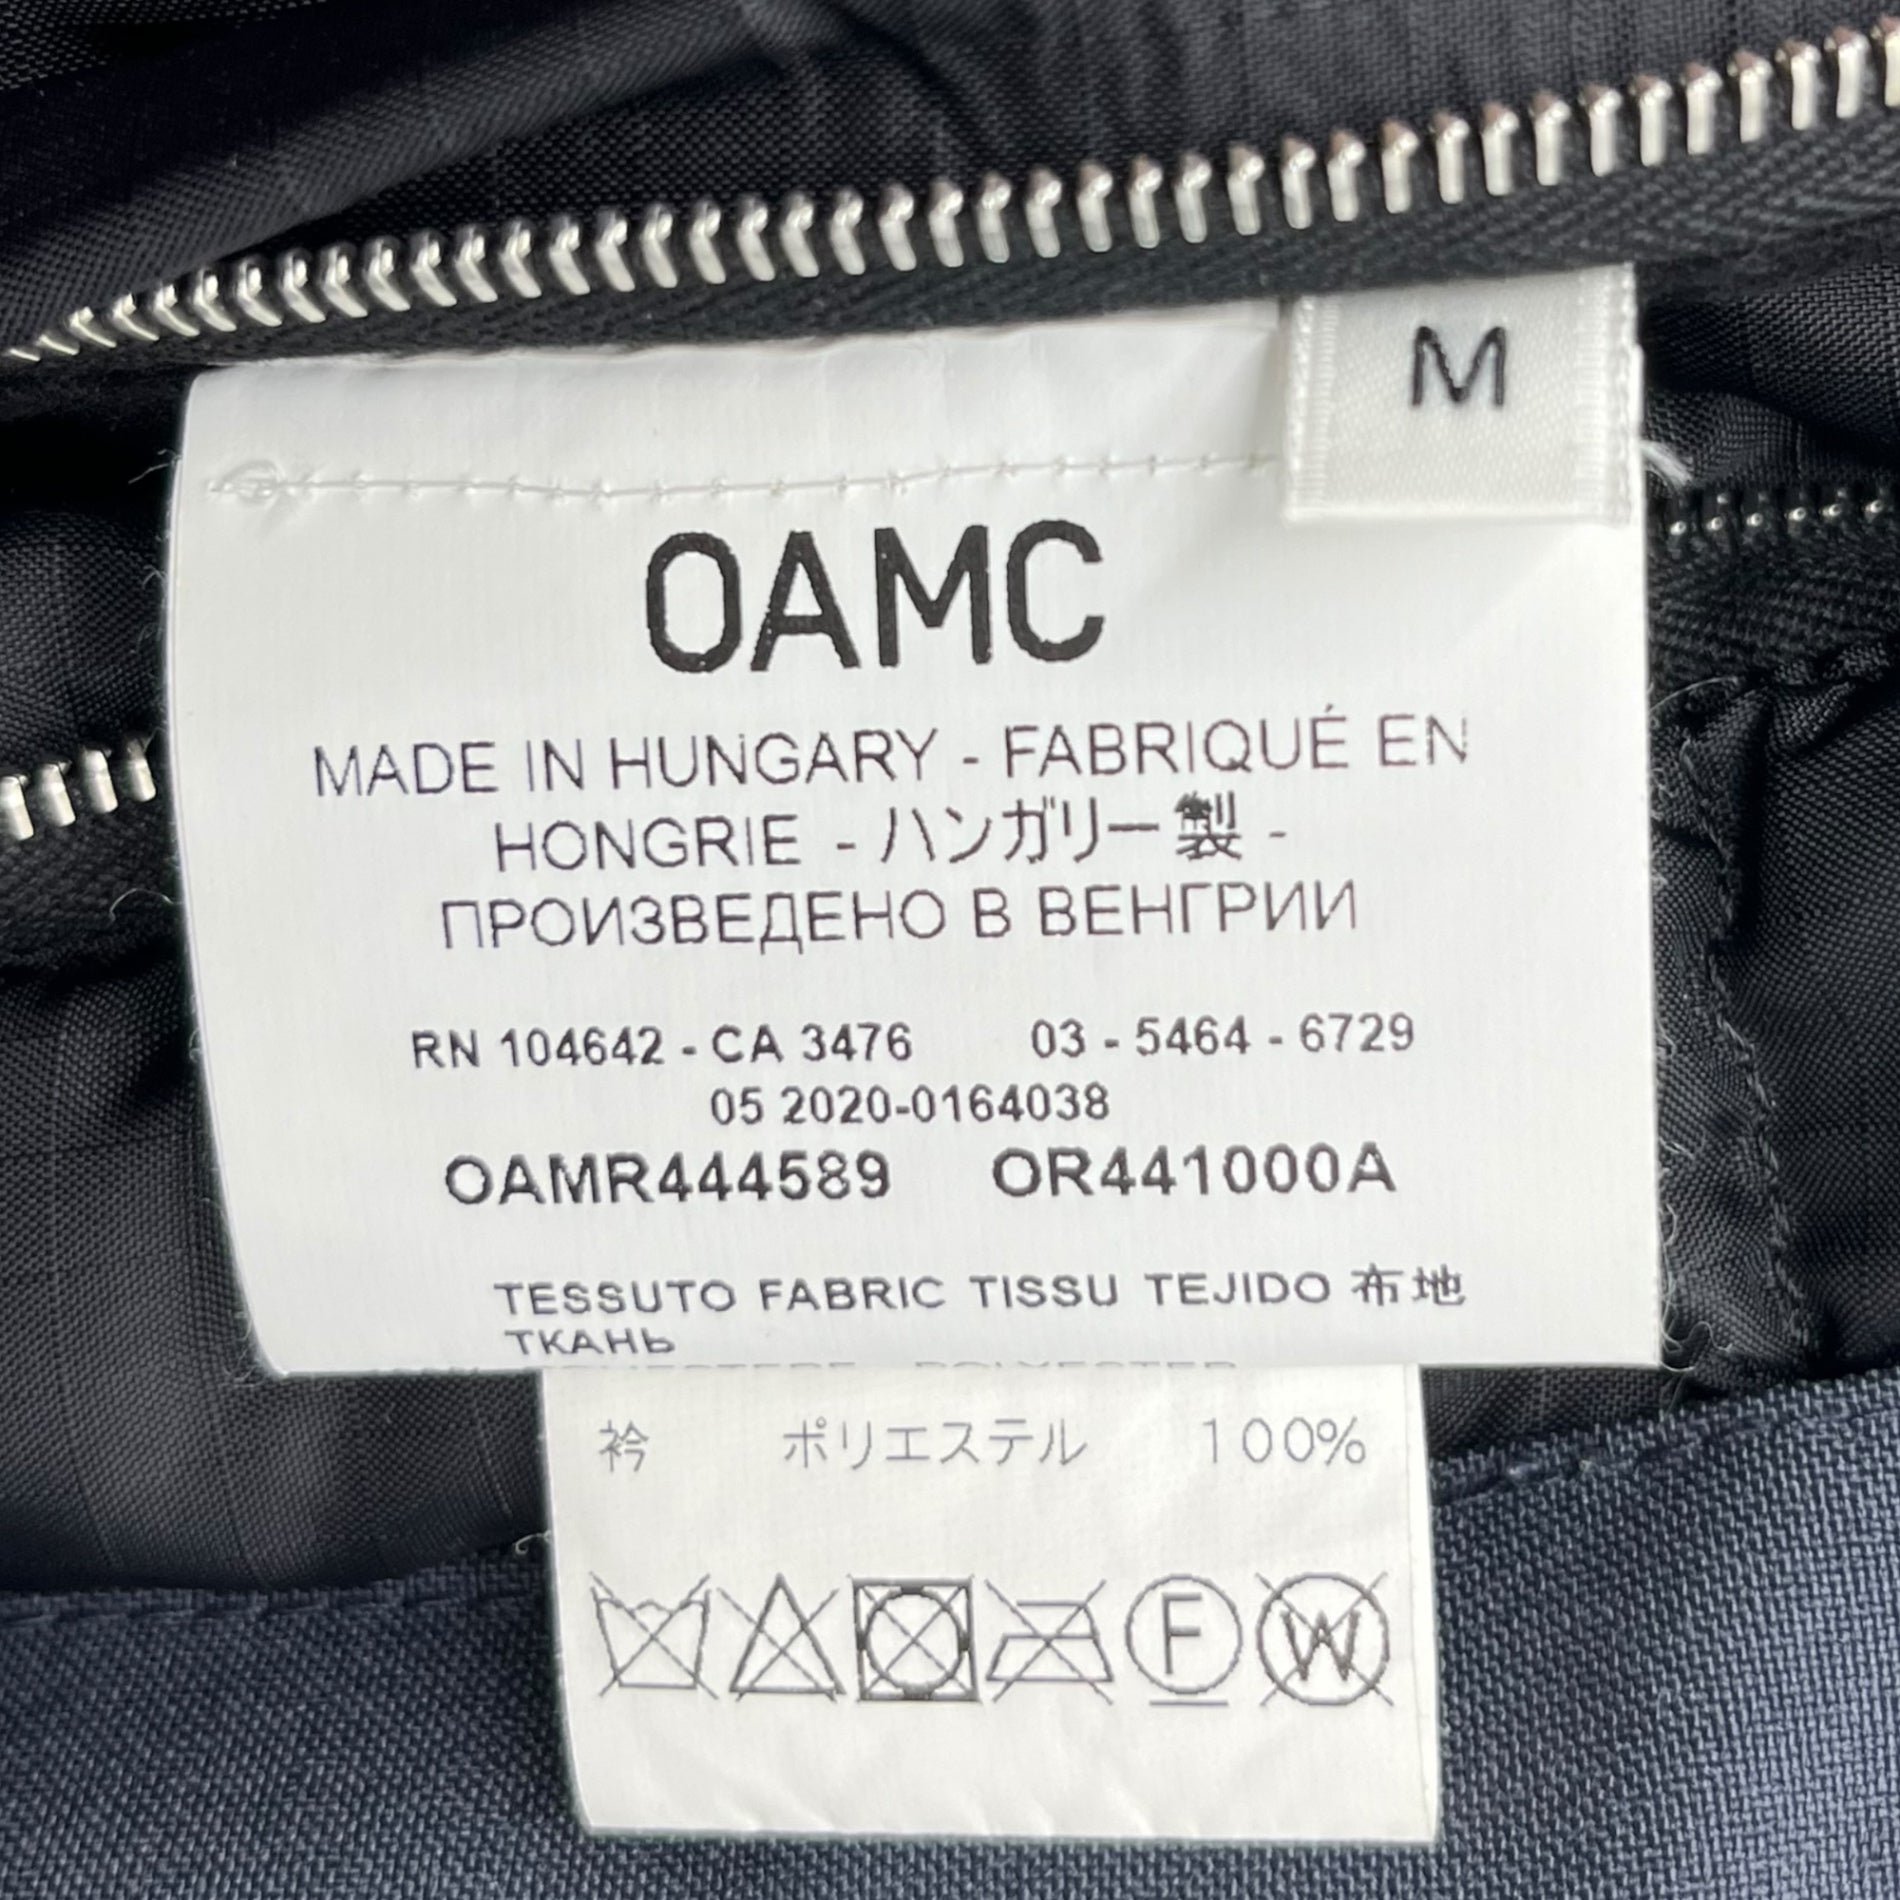 M
OAMC
MADE IN HUNGARY - FABRIQUÉ EN
HONGRIE - ハンガリー製 -
ПРОИЗВЕДЕНО В ВЕНГРИИ
RN 104642 - CA 3476 03 - 5464 - 6729
05 2020-0164038
OAMR444589 OR441000A
TESSUTO FABRIC TISSU TEJIDO 布地
ТКАНЬ
POLYESTER
衿 ポリエステル 100%
F
W